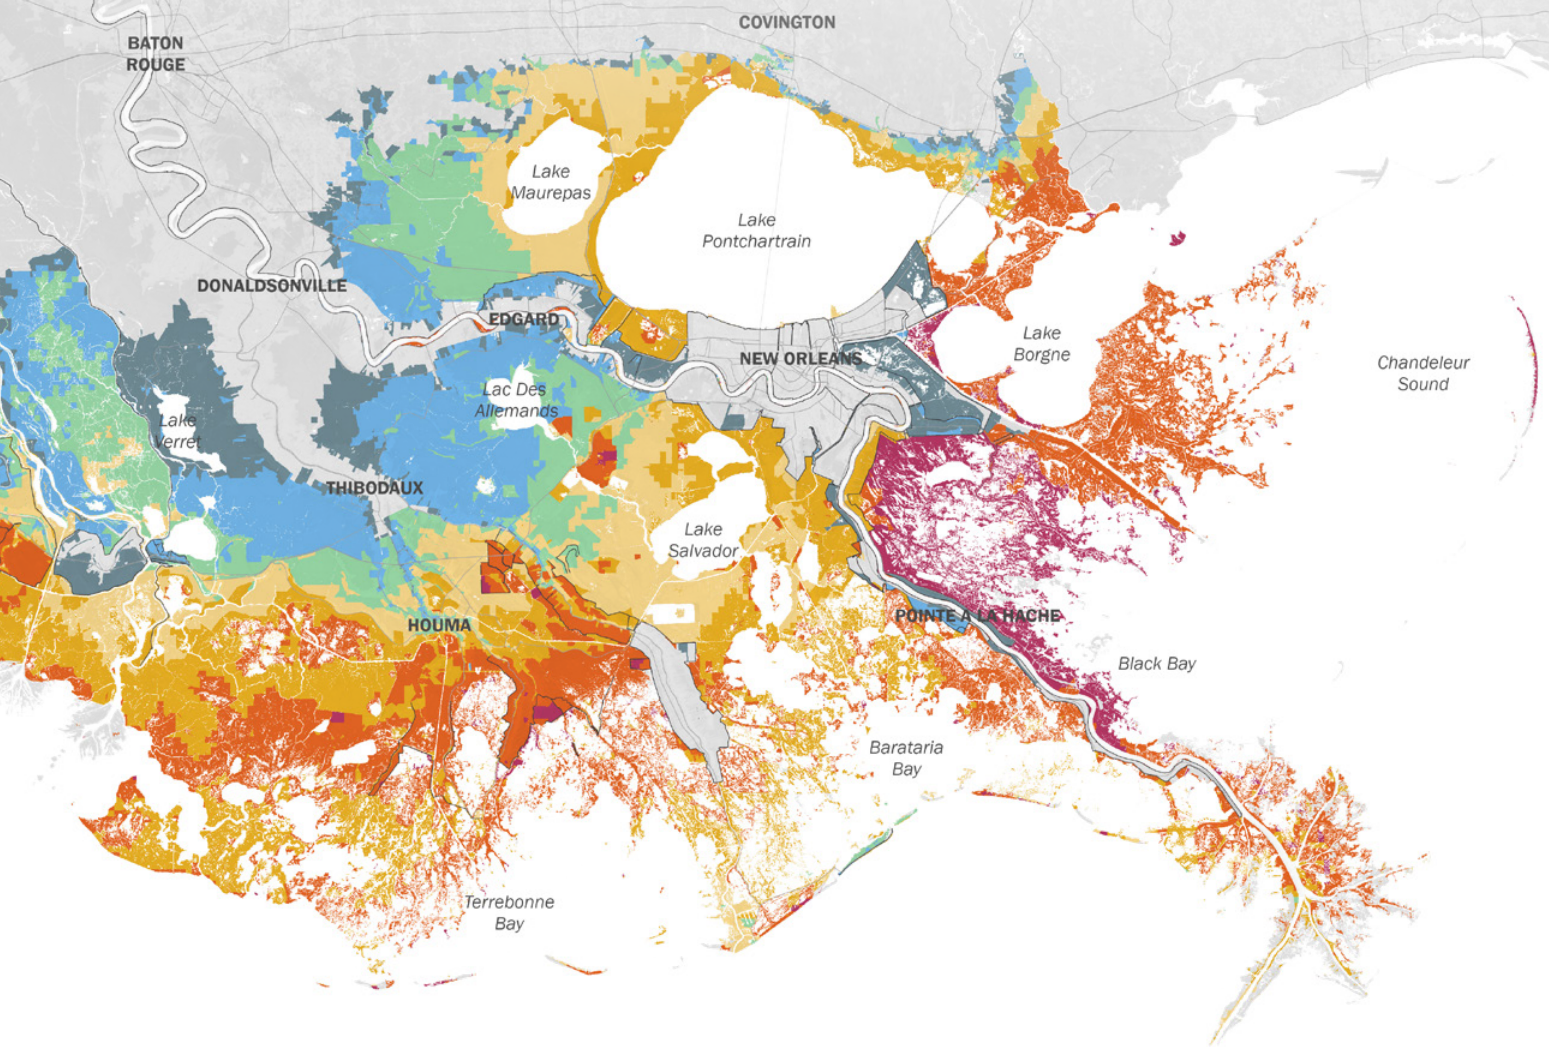 COVINGTON
BATON
ROUGE
Lake
Maurepas
Lake
Pontchartrain
DONALDSONVILLE
EDGARD
NEW ORLEANS
Lake
Borgne
Chandeleur
Sound
Lac Des
Allemands
Lake
Verret
THIBODAUX
Lake
Salvador
HOUMA
POINTE A LA HACHE
Black Bay
Barataria
Bay
Terrebonne
Bay